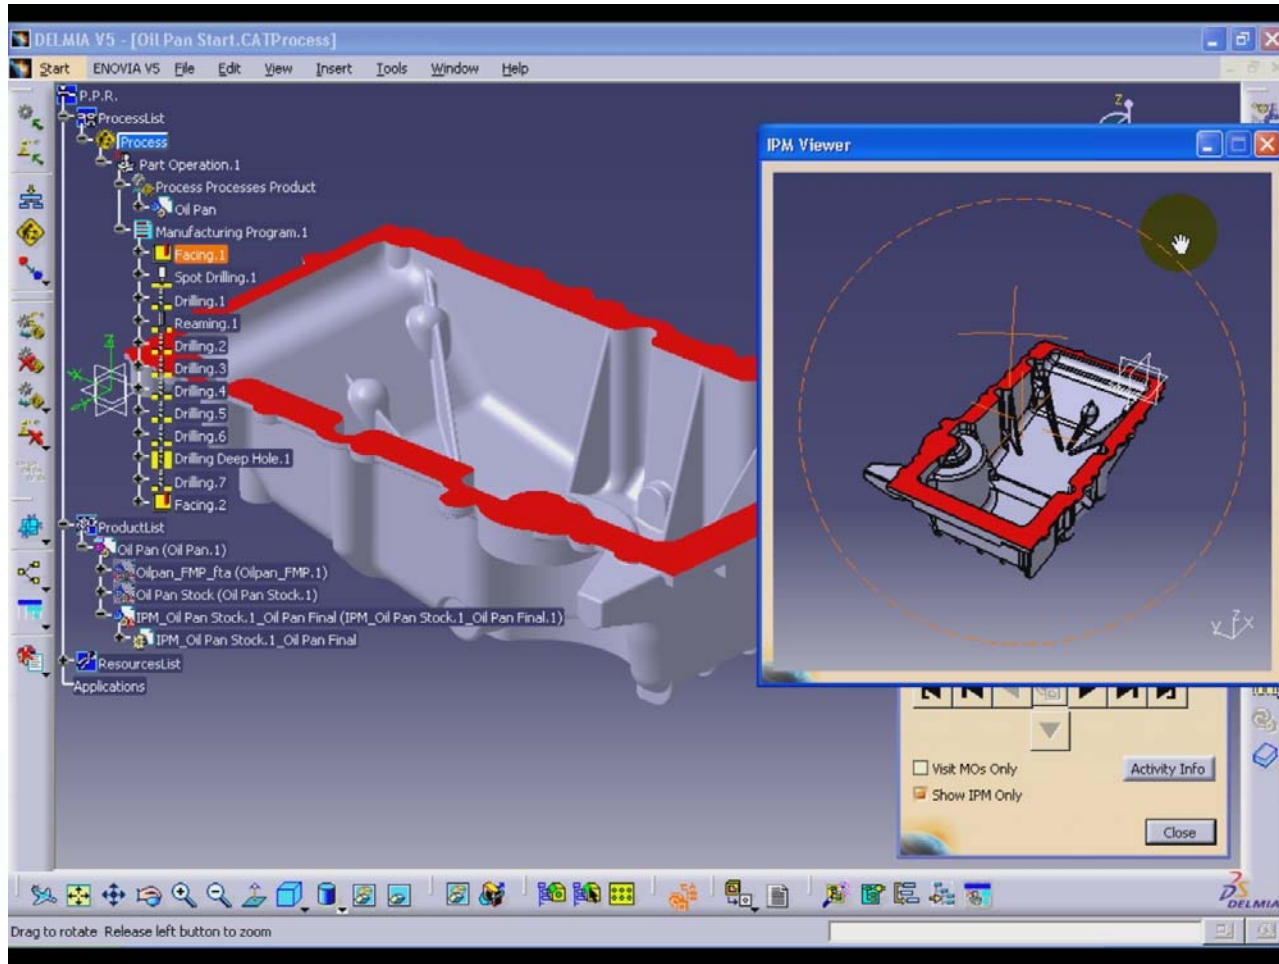 DELMIA V5 - [Oil Pan Start.CATProcess]
Start ENOVIA V5 File Edit View Insert Tools Window Help
P.P.R.
ProcessList
Process
Part Operation.1
Process Processes Product
Oil Pan
Manufacturing Program.1
Facing.1
Spot Drilling.1
Drilling.1
Reaming.1
Drilling.2
Drilling.3
Drilling.4
Drilling.5
Drilling.6
Drilling Deep Hole.1
Drilling.7
Facing.2
ProductList
Oil Pan (Oil Pan.1)
Oilpan_FMP_fta (Oilpan_FMP.1)
Oil Pan Stock (Oil Pan Stock.1)
IPM_Oil Pan Stock.1_Oil Pan Final (IPM_Oil Pan Stock.1_Oil Pan Final.1)
IPM_Oil Pan Stock.1_Oil Pan Final
ResourcesList
Applications
z
z
x
y
IPM Viewer
z
y x
Visit MOs Only
Activity Info
Show IPM Only
Close
DELMIA
Drag to rotate Release left button to zoom